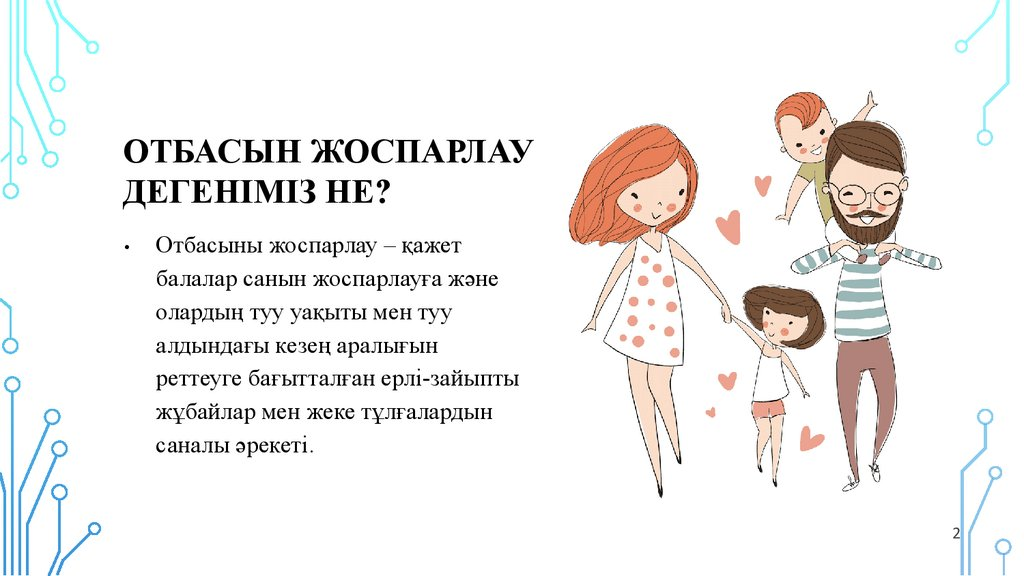 ОТБАСЫН ЖОСПАРЛАУ
ДЕГЕНІМІЗ НЕ?
• Отбасыны жоспарлау – қажет
балалар санын жоспарлауға және
олардың туу уақыты мен туу
алдындағы кезең аралығын
реттеуге бағытталған ерлі-зайыпты
жұбайлар мен жеке тұлғалардын
саналы әрекеті.
2